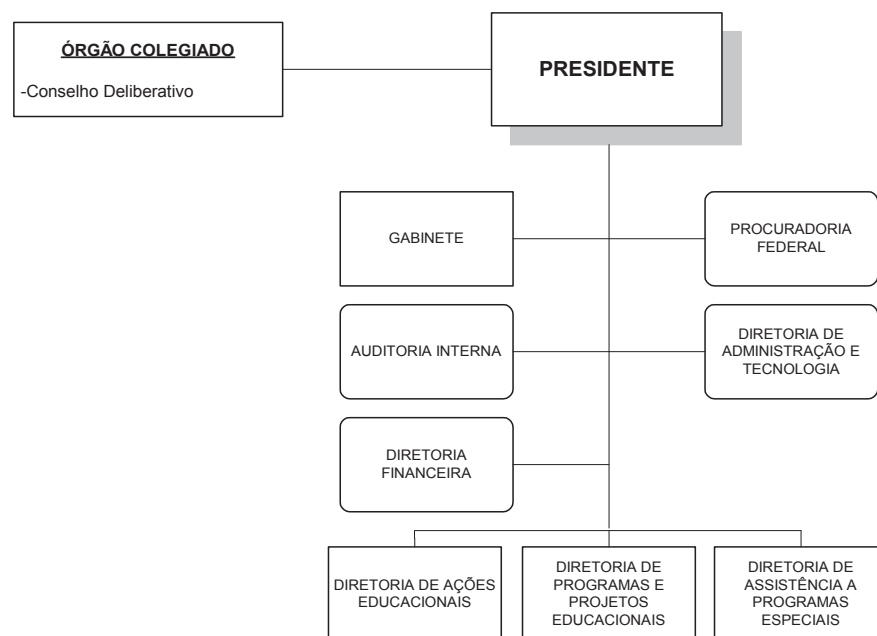 ÓRGÃO COLEGIADO
-Conselho Deliberativo
PRESIDENTE
GABINETE
PROCURADORIA
FEDERAL
AUDITORIA INTERNA
DIRETORIA DE
ADMINISTRAÇÃO E
TECNOLOGIA
DIRETORIA
FINANCEIRA
DIRETORIA DE AÇÕES
EDUCACIONAIS
DIRETORIA DE
PROGRAMAS E
PROJETOS
EDUCACIONAIS
DIRETORIA DE
ASSISTÊNCIA A
PROGRAMAS
ESPECIAIS